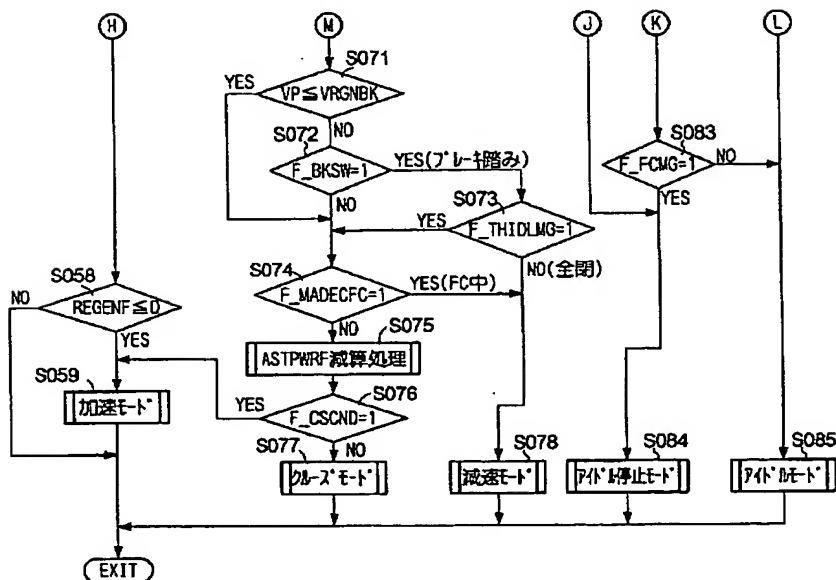 H
M
J
K
L
S071
YES
VP≦VRGNBK
NO
S072
F_BKSW=1
YES(ブレーキ踏み)
NO
S083
F_FCMG=1
NO
YES
S073
YES
F_THIDLMG=1
NO(全閉)
S074
F_MADECFC=1
YES(FC中)
NO
S058
NO
REGENF≦0
YES
S075
ASTPWRF減算処理
S059
加速モード
S076
YES
F_CSCND=1
NO
S077
クルーズモード
S078
減速モード
S084
アイドル停止モード
S085
アイドルモード
EXIT